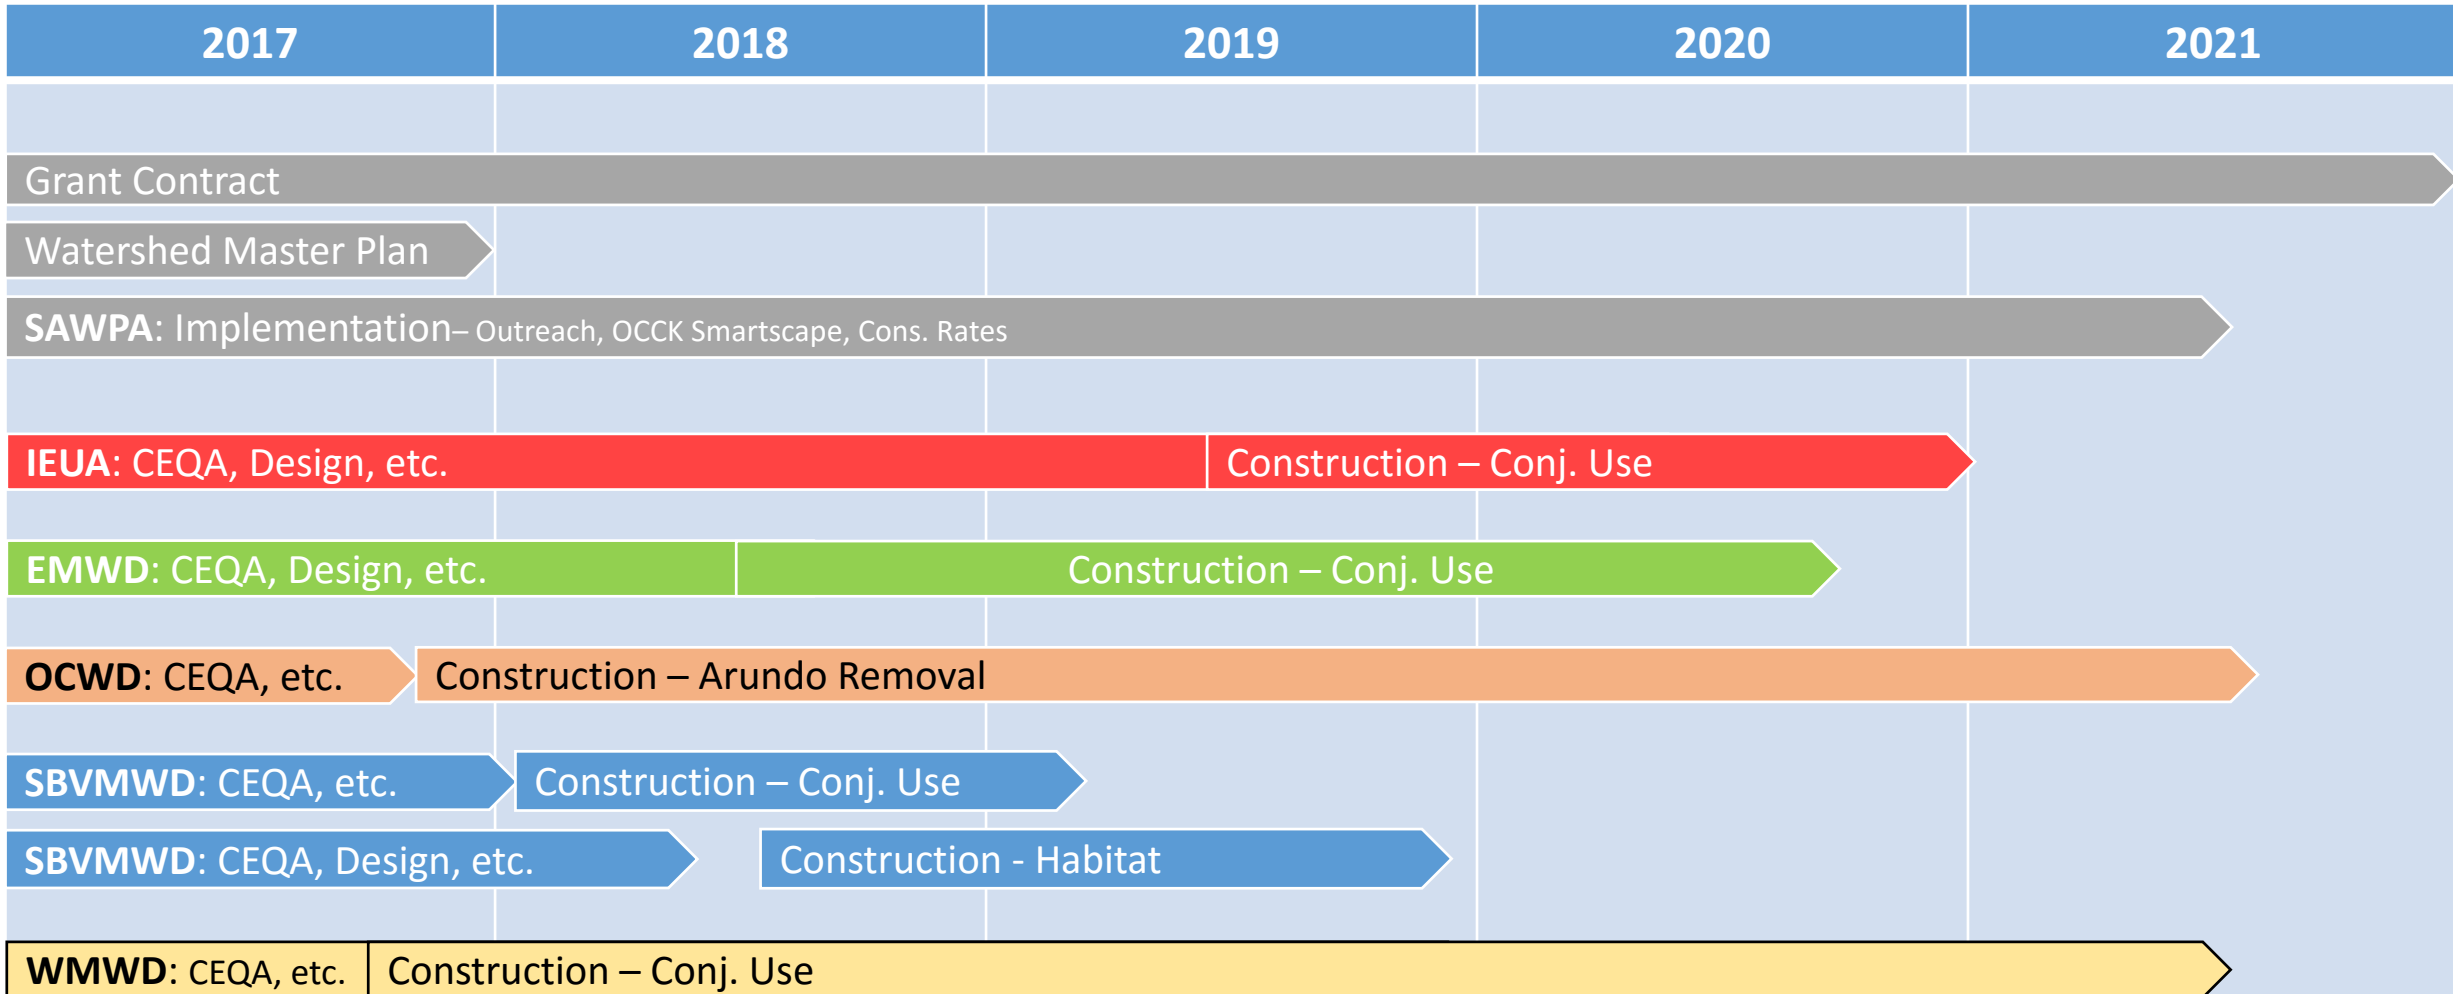 2017 2018 2019 2020 2021
Grant Contract
Watershed Master Plan
SAWPA: Implementation– Outreach, OCCK Smartscape, Cons. Rates
IEUA: CEQA, Design, etc. Construction – Conj. Use
EMWD: CEQA, Design, etc. Construction – Conj. Use
OCWD: CEQA, etc. Construction – Arundo Removal
SBVMWD: CEQA, etc. Construction – Conj. Use
SBVMWD: CEQA, Design, etc. Construction - Habitat
WMWD: CEQA, etc. Construction – Conj. Use